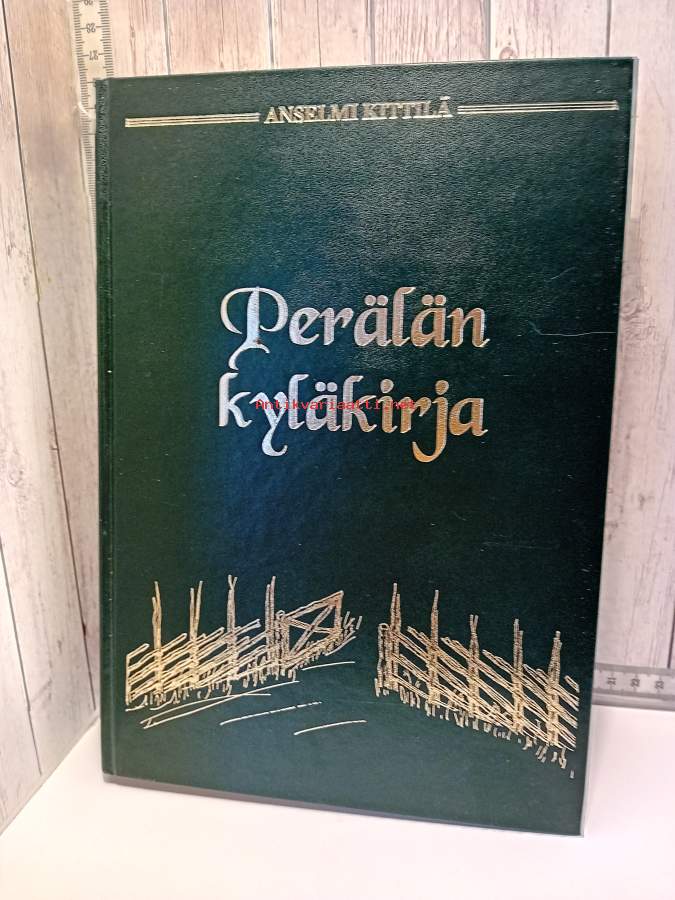 ANSELMI KITTILÄ
Perälän
Antikvariaatti.net
kyläkirja